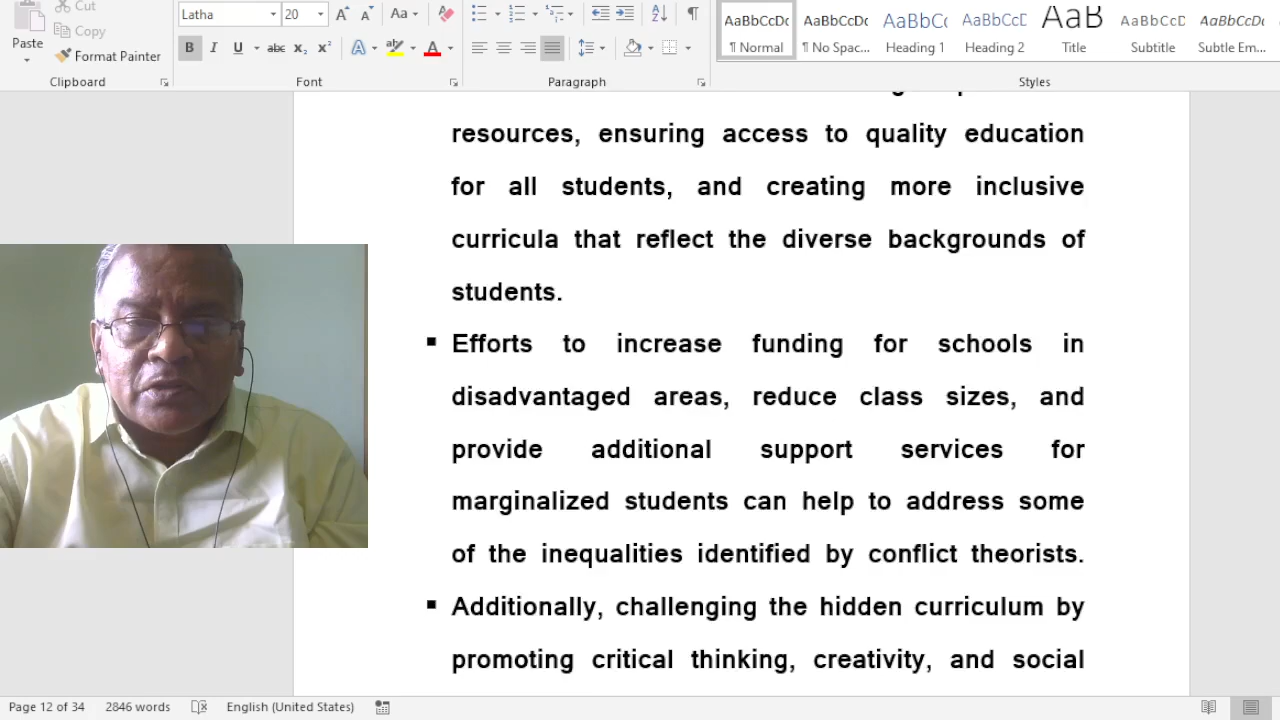 Cut
Copy
Format Painter
Paste
Clipboard
Latha
20
Aa
B I U abc x₂ x²
A
A
Font
Paragraph
AaBbCcDc AaBbCcDc AaBbCc AaBbCcD AaB AaBbCcD AaBbCcDc
¶ Normal ¶ No Spac... Heading 1 Heading 2 Title Subtitle Subtle Em...
Styles
resources, ensuring access to quality education
for all students, and creating more inclusive
curricula that reflect the diverse backgrounds of
students.
▪ Efforts to increase funding for schools in
disadvantaged areas, reduce class sizes, and
provide additional support services for
marginalized students can help to address some
of the inequalities identified by conflict theorists.
▪ Additionally, challenging the hidden curriculum by
promoting critical thinking, creativity, and social
Page 12 of 34 2846 words English (United States)